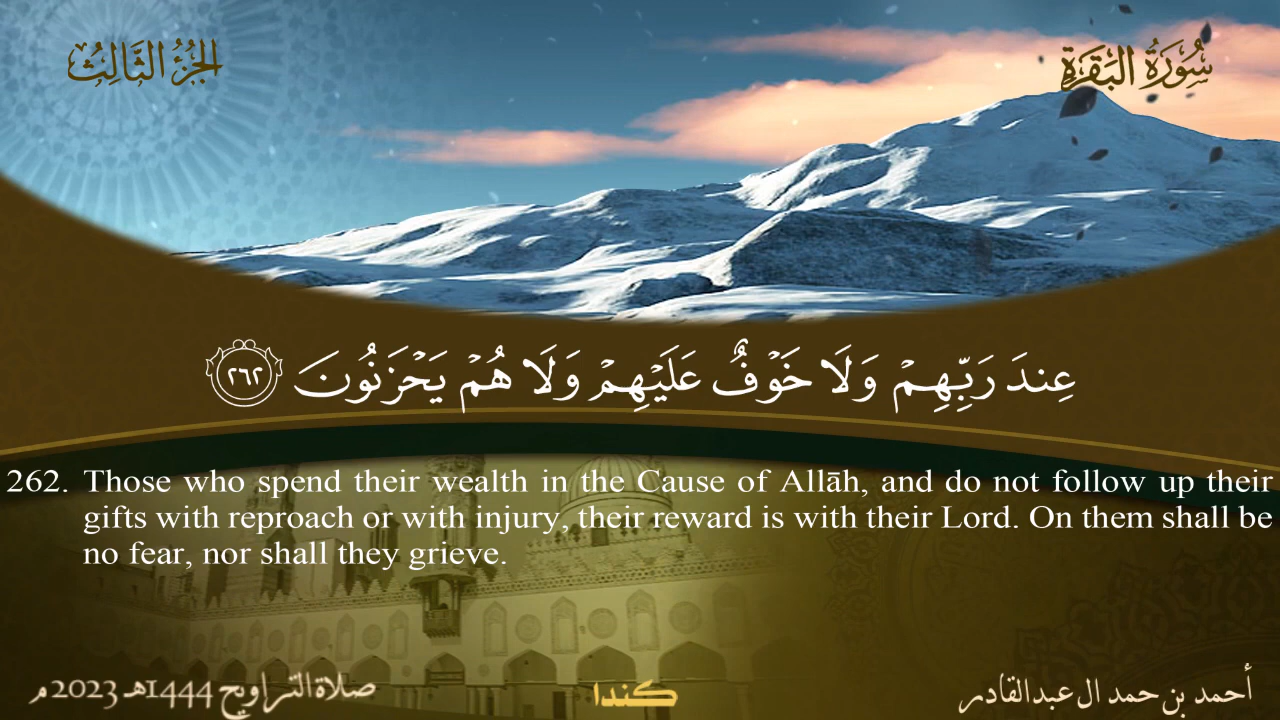 سُورَةُ البَقَرَةِ
الجُزْءُ الثَّالِثُ
عِندَ رَبِّهِمْ وَلَا خَوْفٌ عَلَيْهِمْ وَلَا هُمْ يَحْزَنُونَ ٢٦٢
262. Those who spend their wealth in the Cause of Allāh, and do not follow up their
gifts with reproach or with injury, their reward is with their Lord. On them shall be
no fear, nor shall they grieve.
أحمد بن حمد ال عبدالقادر
كندا
صلاة التراويح 1444هـ 2023م